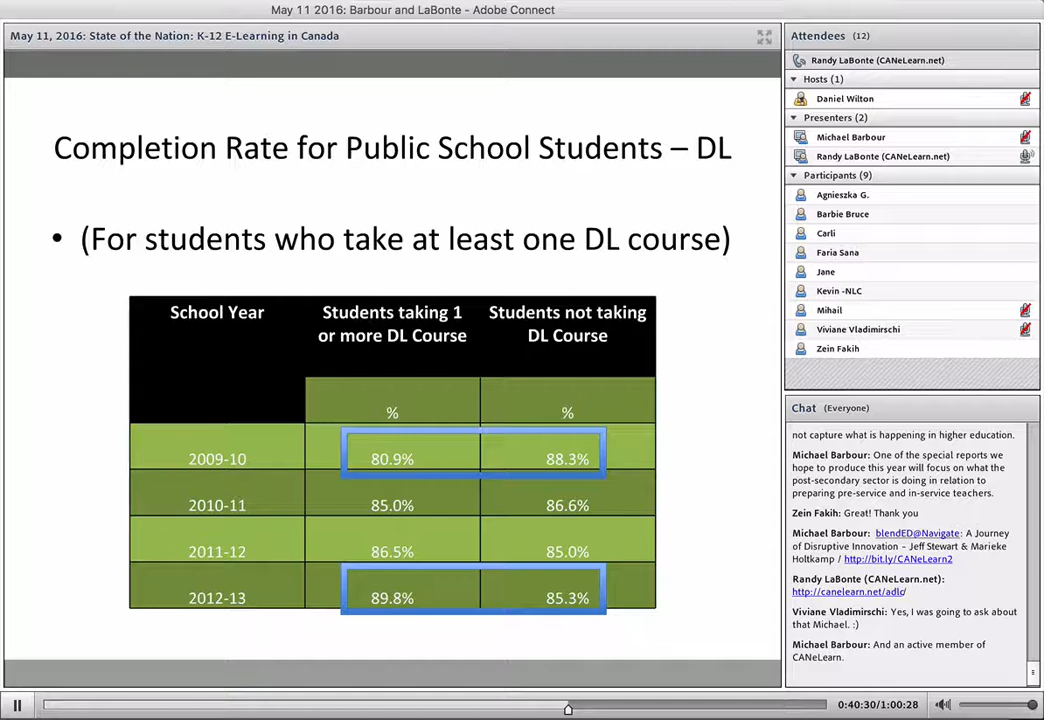 May 11 2016: Barbour and LaBonte - Adobe Connect
May 11, 2016: State of the Nation: K-12 E-Learning in Canada
Completion Rate for Public School Students – DL
• (For students who take at least one DL course)
School Year
Students taking 1
or more DL Course
Students not taking
DL Course
% %
2009-10 80.9% 88.3%
2010-11 85.0% 86.6%
2011-12 86.5% 85.0%
2012-13 89.8% 85.3%
Attendees (12)
Randy LaBonte (CANeLearn.net)
Hosts (1)
Daniel Wilton
Presenters (2)
Michael Barbour
Randy LaBonte (CANeLearn.net)
Participants (9)
Agnieszka G.
Barbie Bruce
Carli
Faria Sana
Jane
Kevin -NLC
Mihail
Viviane Vladimirschi
Zein Fakih
Chat (Everyone)
not capture what is happening in higher education.
Michael Barbour: One of the special reports we
hope to produce this year will focus on what the
post-secondary sector is doing in relation to
preparing pre-service and in-service teachers.
Zein Fakih: Great! Thank you
Michael Barbour: blendED@Navigate: A Journey
of Disruptive Innovation - Jeff Stewart & Marieke
Holtkamp / http://bit.ly/CANeLearn2
Randy LaBonte (CANeLearn.net):
http://canelearn.net/adlc/
Viviane Vladimirschi: Yes, I was going to ask about
that Michael. :)
Michael Barbour: And an active member of
CANeLearn.
0:40:30/1:00:28